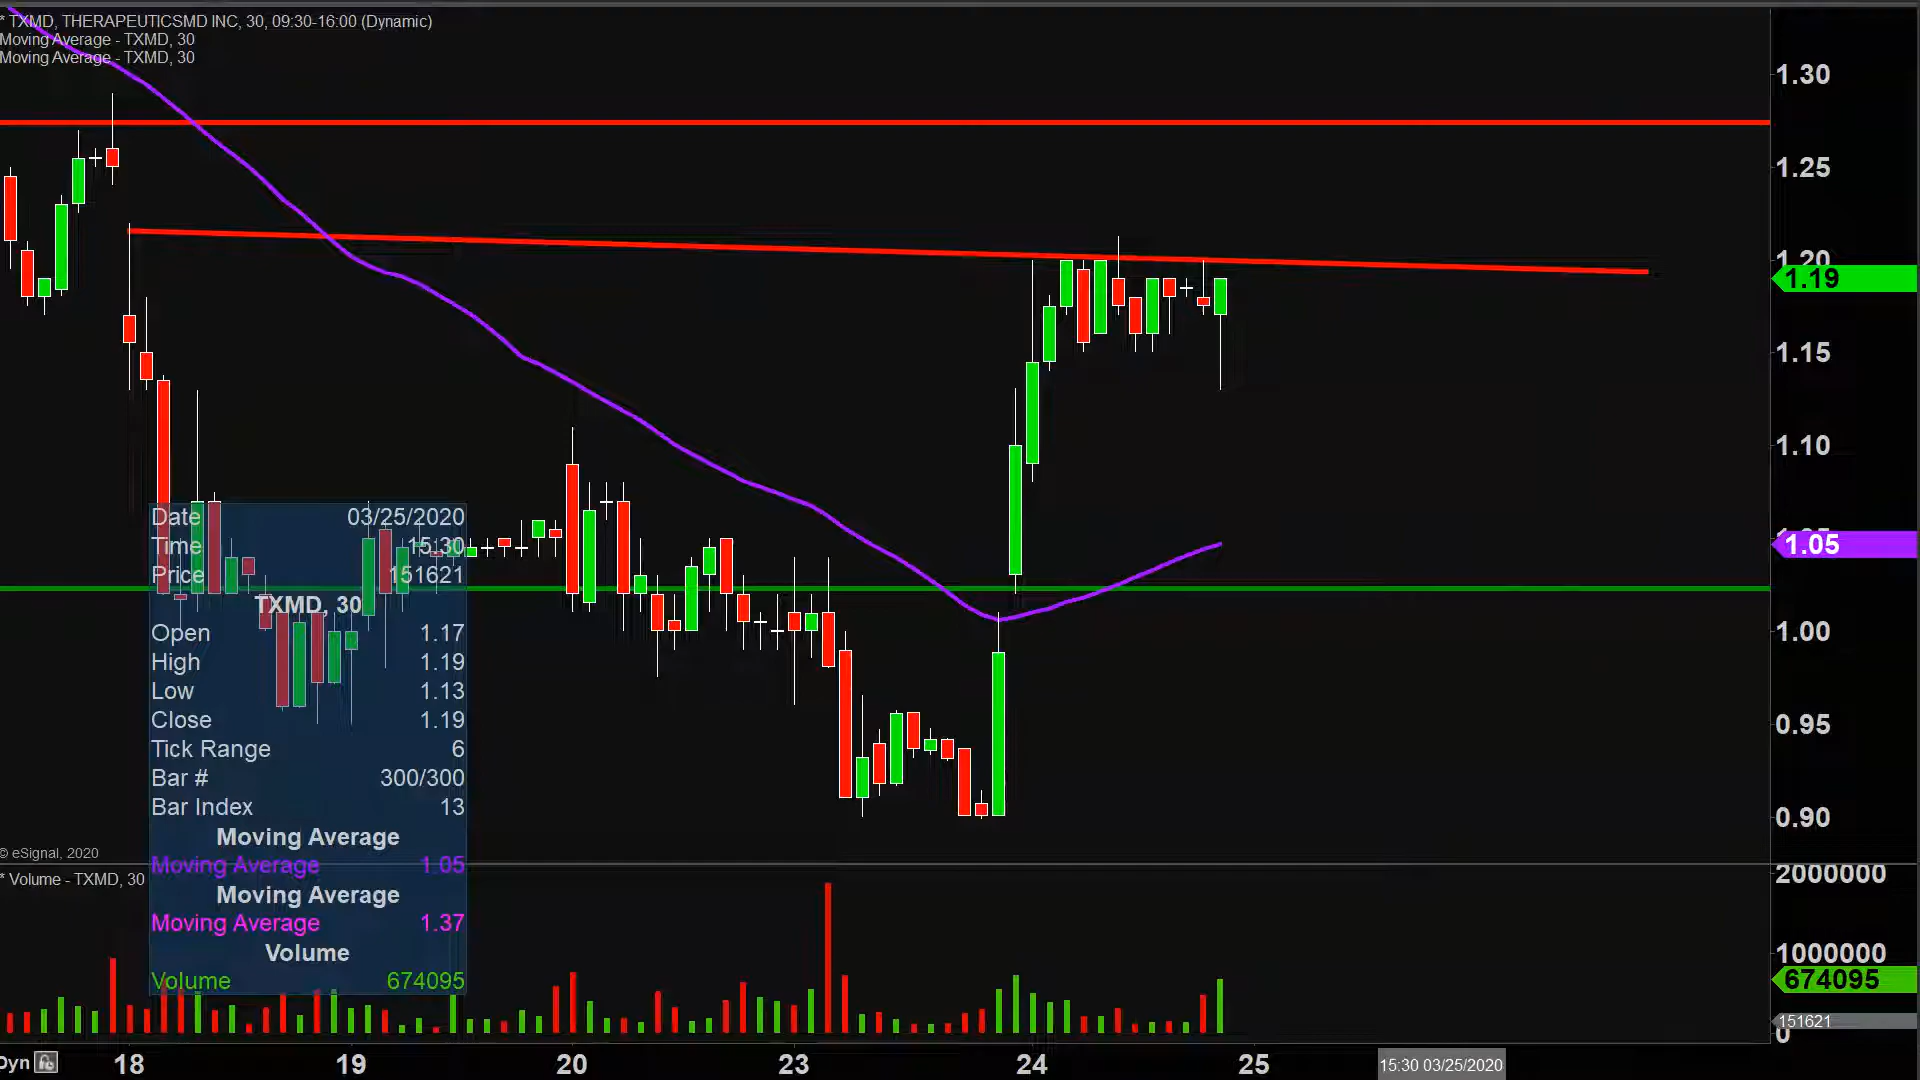 * TXMD, THERAPEUTICSMD INC, 30, 09:30-16:00 (Dynamic)
Moving Average - TXMD, 30
Moving Average - TXMD, 30
1.30
1.25
1.20
1.19
1.15
1.10
1.05
1.00
0.95
0.90
Date 03/25/2020
Time 15:30
Price 151621
TXMD, 30
Open 1.17
High 1.19
Low 1.13
Close 1.19
Tick Range 6
Bar # 300/300
Bar Index 13
Moving Average
Moving Average 1.05
Moving Average
Moving Average 1.37
Volume
Volume 674095
© eSignal, 2020
* Volume - TXMD, 30
2000000
1000000
674095
151621
0
Dyn
18 19 20 23 24 25
15:30 03/25/2020